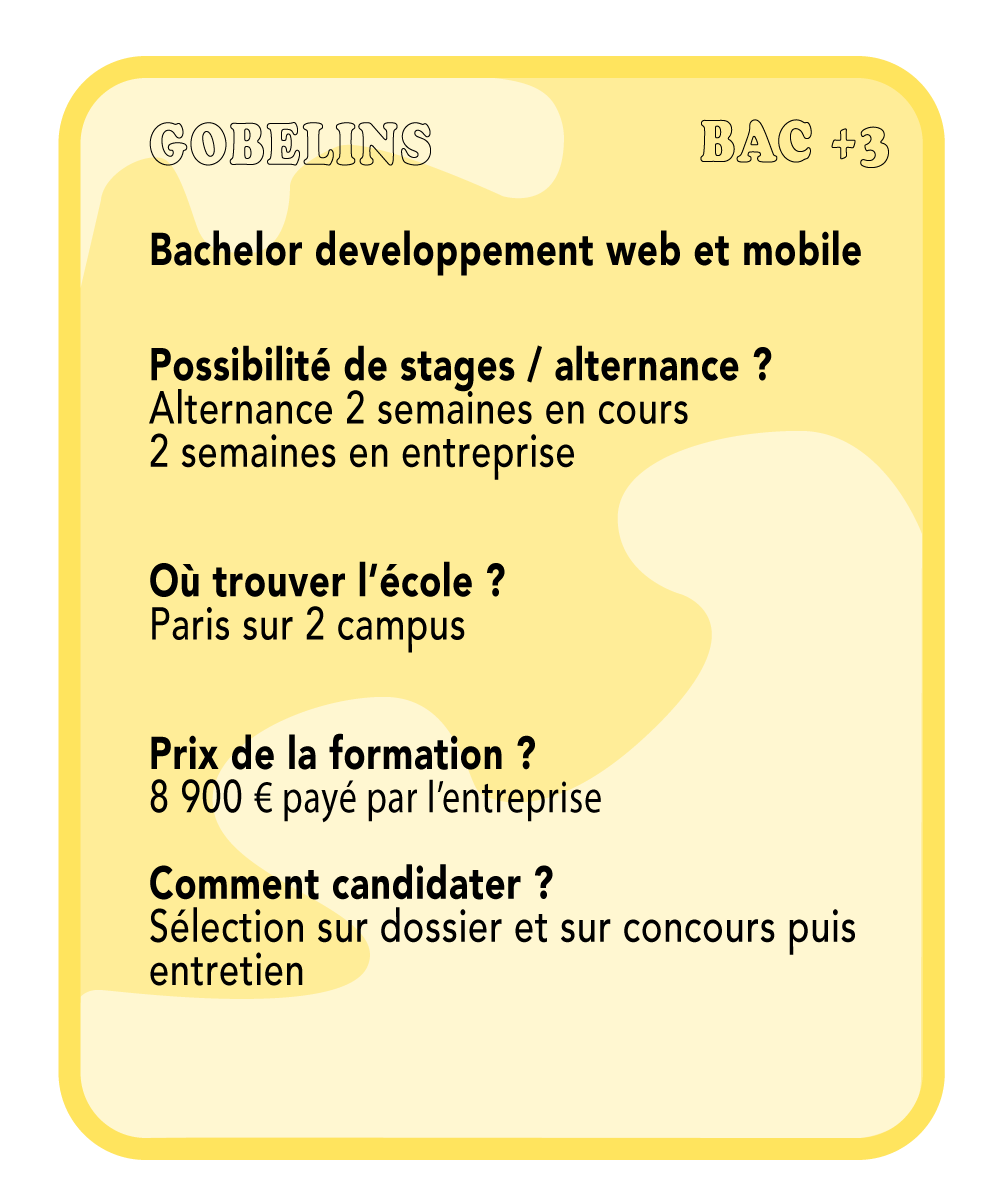 GOBELINS
BAC +3
Bachelor developpement web et mobile
Possibilité de stages / alternance ?
Alternance 2 semaines en cours
2 semaines en entreprise
Où trouver l’école ?
Paris sur 2 campus
Prix de la formation ?
8 900 € payé par l’entreprise
Comment candidater ?
Sélection sur dossier et sur concours puis
entretien